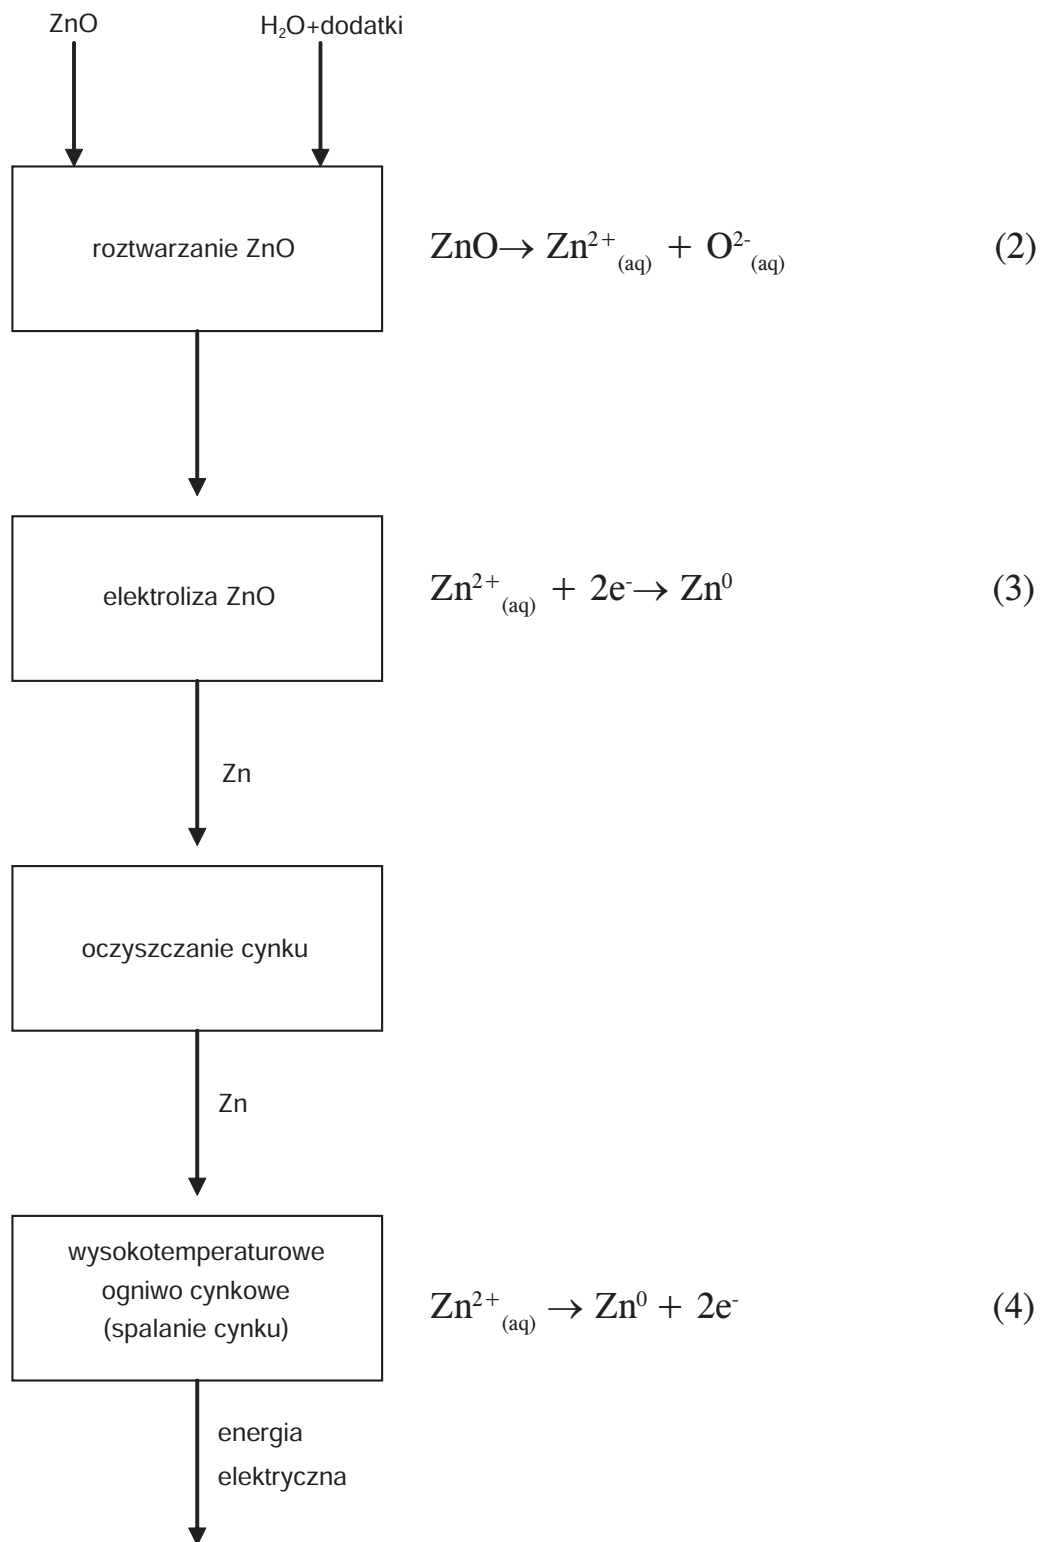 ZnO H₂O+dodatki
roztwarzanie ZnO
ZnO→ Zn²⁺(aq) + O²⁻(aq) (2)
elektroliza ZnO
Zn²⁺(aq) + 2e⁻→ Zn⁰ (3)
Zn
oczyszczanie cynku
Zn
wysokotemperaturowe
ogniwo cynkowe
(spalanie cynku)
Zn²⁺(aq) → Zn⁰ + 2e⁻ (4)
energia
elektryczna